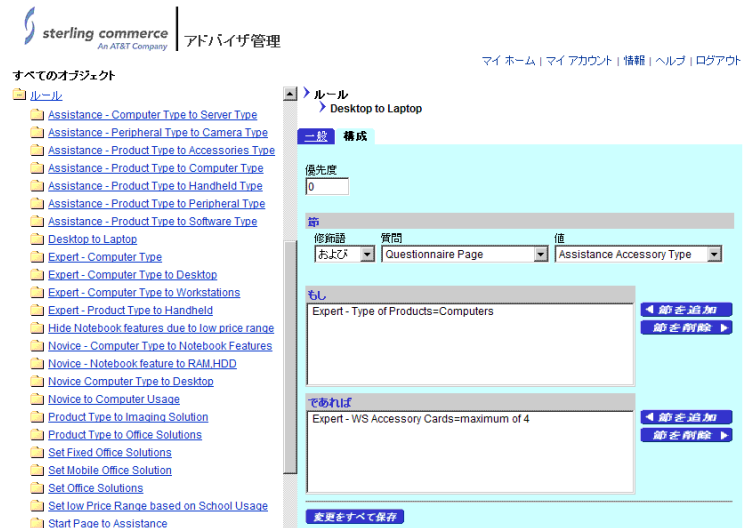 sterling commerce
An AT&T Company
アドバイザ管理
マイ ホーム | マイ アカウント | 情報 | ヘルプ | ログアウト
すべてのオブジェクト
ルール
Assistance - Computer Type to Server Type
Assistance - Peripheral Type to Camera Type
Assistance - Product Type to Accessories Type
Assistance - Product Type to Computer Type
Assistance - Product Type to Handheld Type
Assistance - Product Type to Peripheral Type
Assistance - Product Type to Software Type
Desktop to Laptop
Expert - Computer Type
Expert - Computer Type to Desktop
Expert - Computer Type to Workstations
Expert - Product Type to Handheld
Hide Notebook features due to low price range
Novice - Computer Type to Notebook Features
Novice - Notebook feature to RAM,HDD
Novice Computer Type to Desktop
Novice to Computer Usage
Product Type to Imaging Solution
Product Type to Office Solutions
Set Fixed Office Solutions
Set Mobile Office Solution
Set Office Solutions
Set low Price Range based on School Usage
Start Page to Assistance
ルール
Desktop to Laptop
一般 構成
優先度
0
節
修飾語 質問 値
および Questionnaire Page Assistance Accessory Type
もし
Expert - Type of Products=Computers
節を追加
節を削除
であれば
Expert - WS Accessory Cards=maximum of 4
節を追加
節を削除
変更をすべて保存